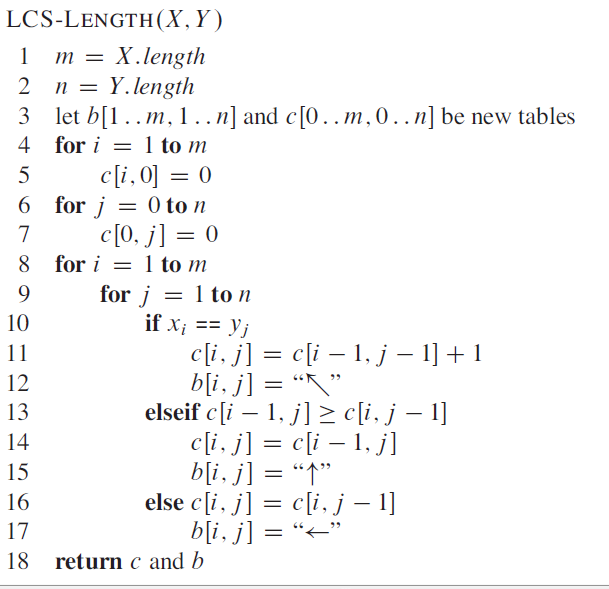 LCS-LENGTH(X, Y)
1 m = X.length
2 n = Y.length
3 let b[1..m, 1..n] and c[0..m, 0..n] be new tables
4 for i = 1 to m
5 c[i, 0] = 0
6 for j = 0 to n
7 c[0, j] = 0
8 for i = 1 to m
9 for j = 1 to n
10 if xᵢ == yⱼ
11 c[i, j] = c[i − 1, j − 1] + 1
12 b[i, j] = “↖”
13 elseif c[i − 1, j] ≥ c[i, j − 1]
14 c[i, j] = c[i − 1, j]
15 b[i, j] = “↑”
16 else c[i, j] = c[i, j − 1]
17 b[i, j] = “←”
18 return c and b